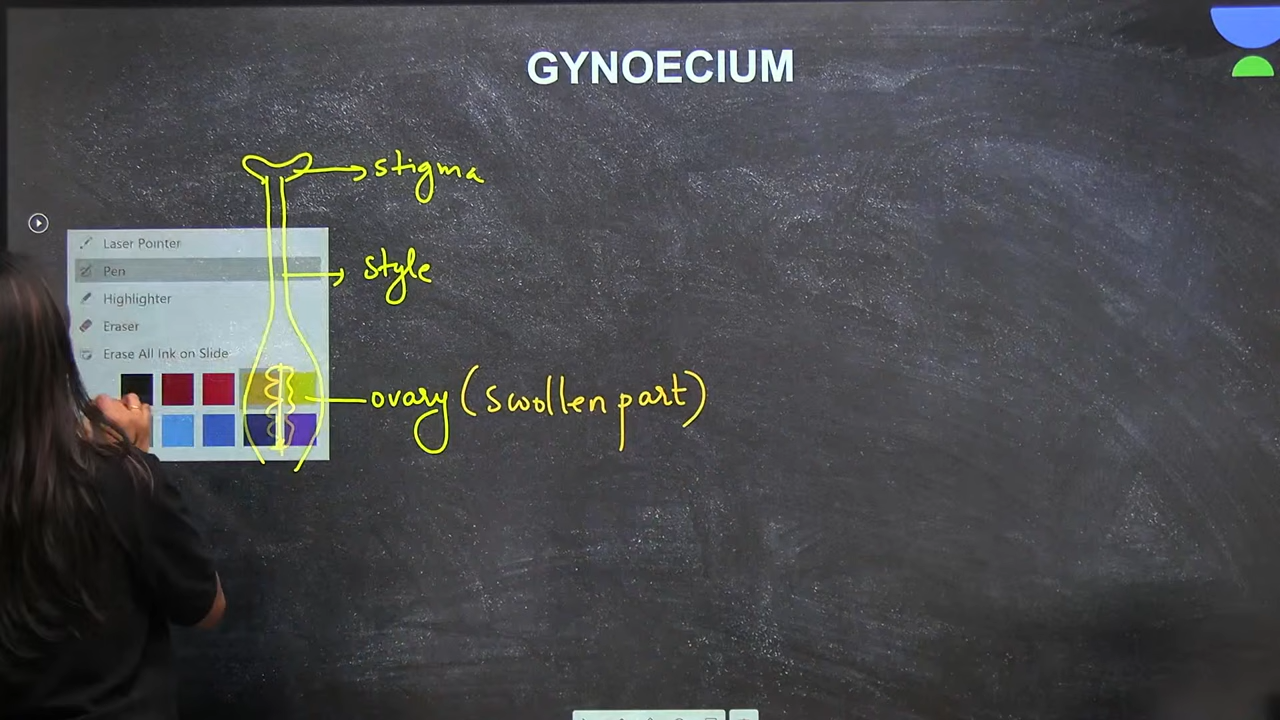 GYNOECIUM
stigma
Laser Pointer
Pen
style
Highlighter
Eraser
Erase All Ink on Slide
ovary (swollen part)